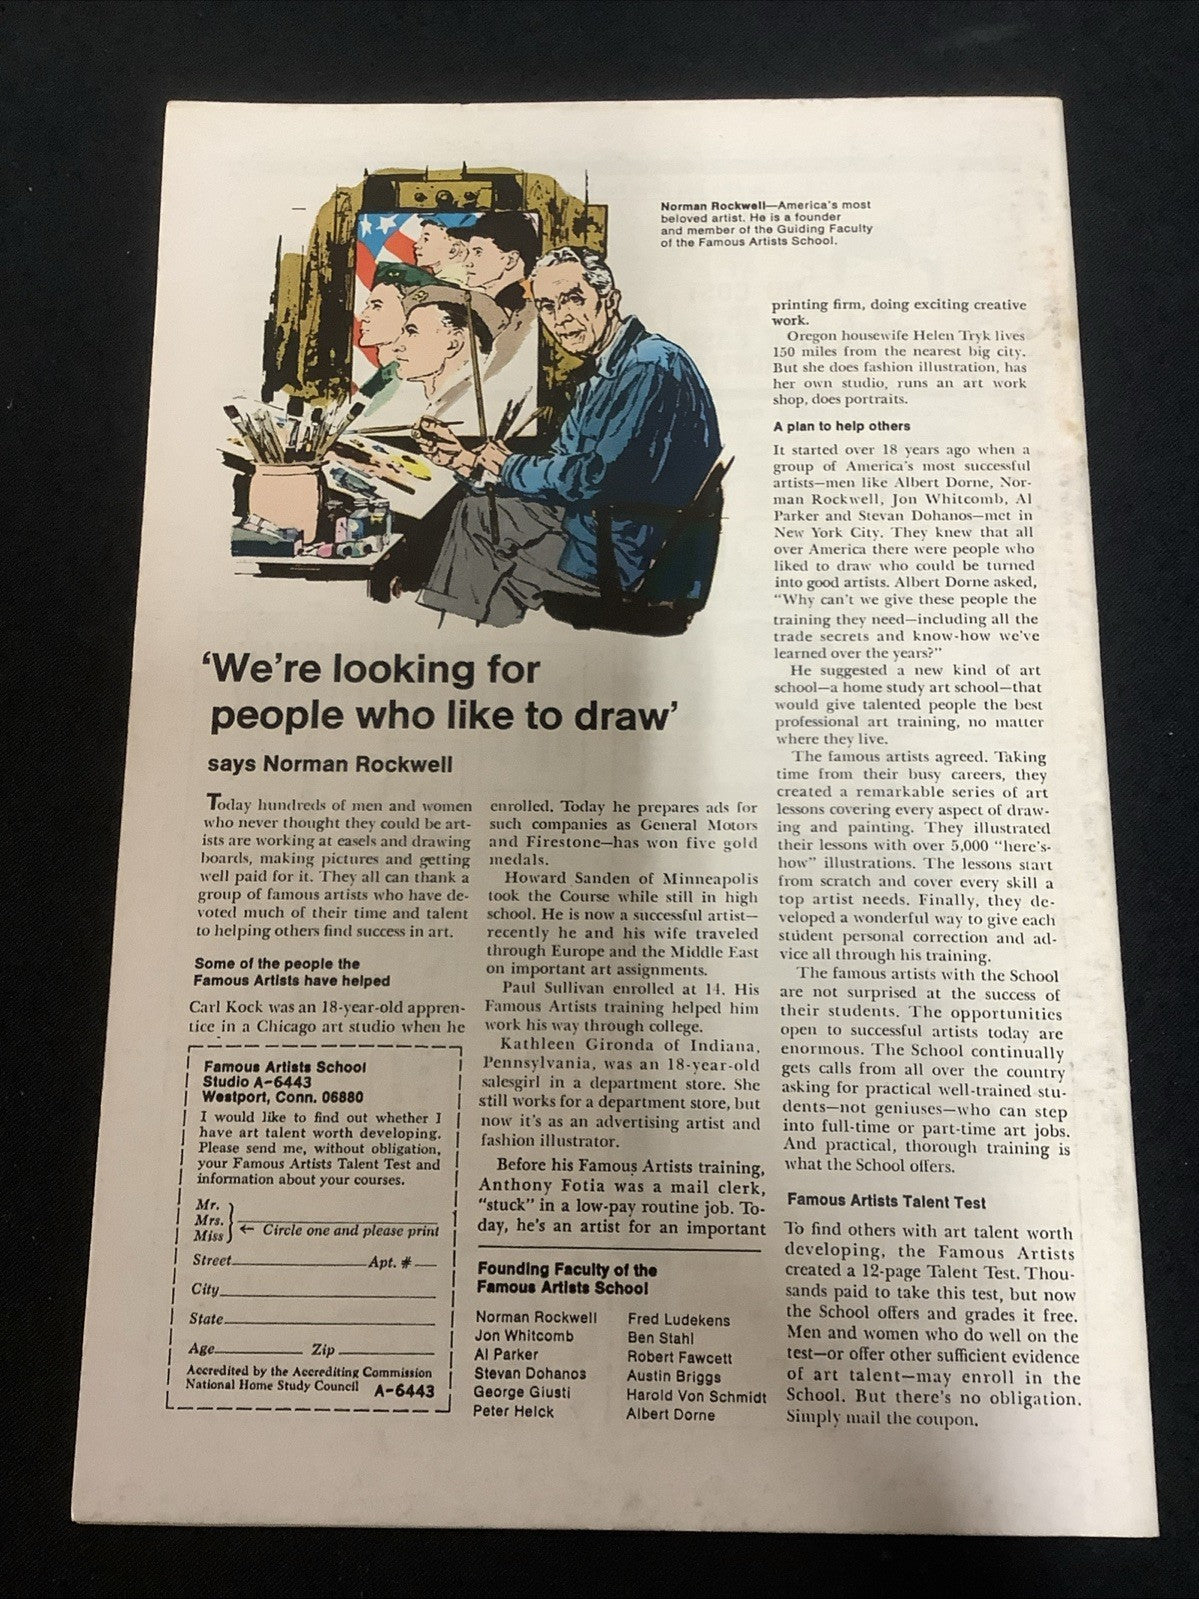 Norman Rockwell—America's most
beloved artist. He is a founder
and member of the Guiding Faculty
of the Famous Artists School.
'We're looking for
people who like to draw'
says Norman Rockwell
Today hundreds of men and women
who never thought they could be art-
ists are working at easels and drawing
boards, making pictures and getting
well paid for it. They all can thank a
group of famous artists who have de-
voted much of their time and talent
to helping others find success in art.
Some of the people the
Famous Artists have helped
Carl Kock was an 18-year-old appren-
tice in a Chicago art studio when he
enrolled. Today he prepares ads for
such companies as General Motors
and Firestone—has won five gold
medals.
Howard Sanden of Minneapolis
took the Course while still in high
school. He is now a successful artist—
recently he and his wife traveled
through Europe and the Middle East
on important art assignments.
Paul Sullivan enrolled at 14. His
Famous Artists training helped him
work his way through college.
Kathleen Gironda of Indiana,
Pennsylvania, was an 18-year-old
salesgirl in a department store. She
still works for a department store, but
now it's as an advertising artist and
fashion illustrator.
Before his Famous Artists training,
Anthony Fotia was a mail clerk,
"stuck" in a low-pay routine job. To-
day, he's an artist for an important
printing firm, doing exciting creative
work.
Oregon housewife Helen Tryk lives
150 miles from the nearest big city.
But she does fashion illustration, has
her own studio, runs an art work
shop, does portraits.
A plan to help others
It started over 18 years ago when a
group of America's most successful
artists—men like Albert Dorne, Nor-
man Rockwell, Jon Whitcomb, Al
Parker and Stevan Dohanos—met in
New York City. They knew that all
over America there were people who
liked to draw who could be turned
into good artists. Albert Dorne asked,
"Why can't we give these people the
training they need—including all the
trade secrets and know-how we've
learned over the years?"
He suggested a new kind of art
school—a home study art school—that
would give talented people the best
professional art training, no matter
where they live.
The famous artists agreed. Taking
time from their busy careers, they
created a remarkable series of art
lessons covering every aspect of draw-
ing and painting. They illustrated
their lessons with over 5,000 "here's-
how" illustrations. The lessons start
from scratch and cover every skill a
top artist needs. Finally, they de-
veloped a wonderful way to give each
student personal correction and ad-
vice all through his training.
The famous artists with the School
are not surprised at the success of
their students. The opportunities
open to successful artists today are
enormous. The School continually
gets calls from all over the country
asking for practical well-trained stu-
dents—not geniuses—who can step
into full-time or part-time art jobs.
And practical, thorough training is
what the School offers.
Famous Artists Talent Test
To find others with art talent worth
developing, the Famous Artists
created a 12-page Talent Test. Thou-
sands paid to take this test, but now
the School offers and grades it free.
Men and women who do well on the
test—or offer other sufficient evidence
of art talent—may enroll in the
School. But there's no obligation.
Simply mail the coupon.
Famous Artists School
Studio A-6443
Westport, Conn. 06880
I would like to find out whether I
have art talent worth developing.
Please send me, without obligation,
your Famous Artists Talent Test and
information about your courses.
Mr.
Mrs.
Miss
← Circle one and please print
Street Apt. #
City
State
Age Zip
Accredited by the Accrediting Commission
National Home Study Council A-6443
Founding Faculty of the
Famous Artists School
Norman Rockwell
Jon Whitcomb
Al Parker
Stevan Dohanos
George Giusti
Peter Helck
Fred Ludekens
Ben Stahl
Robert Fawcett
Austin Briggs
Harold Von Schmidt
Albert Dorne